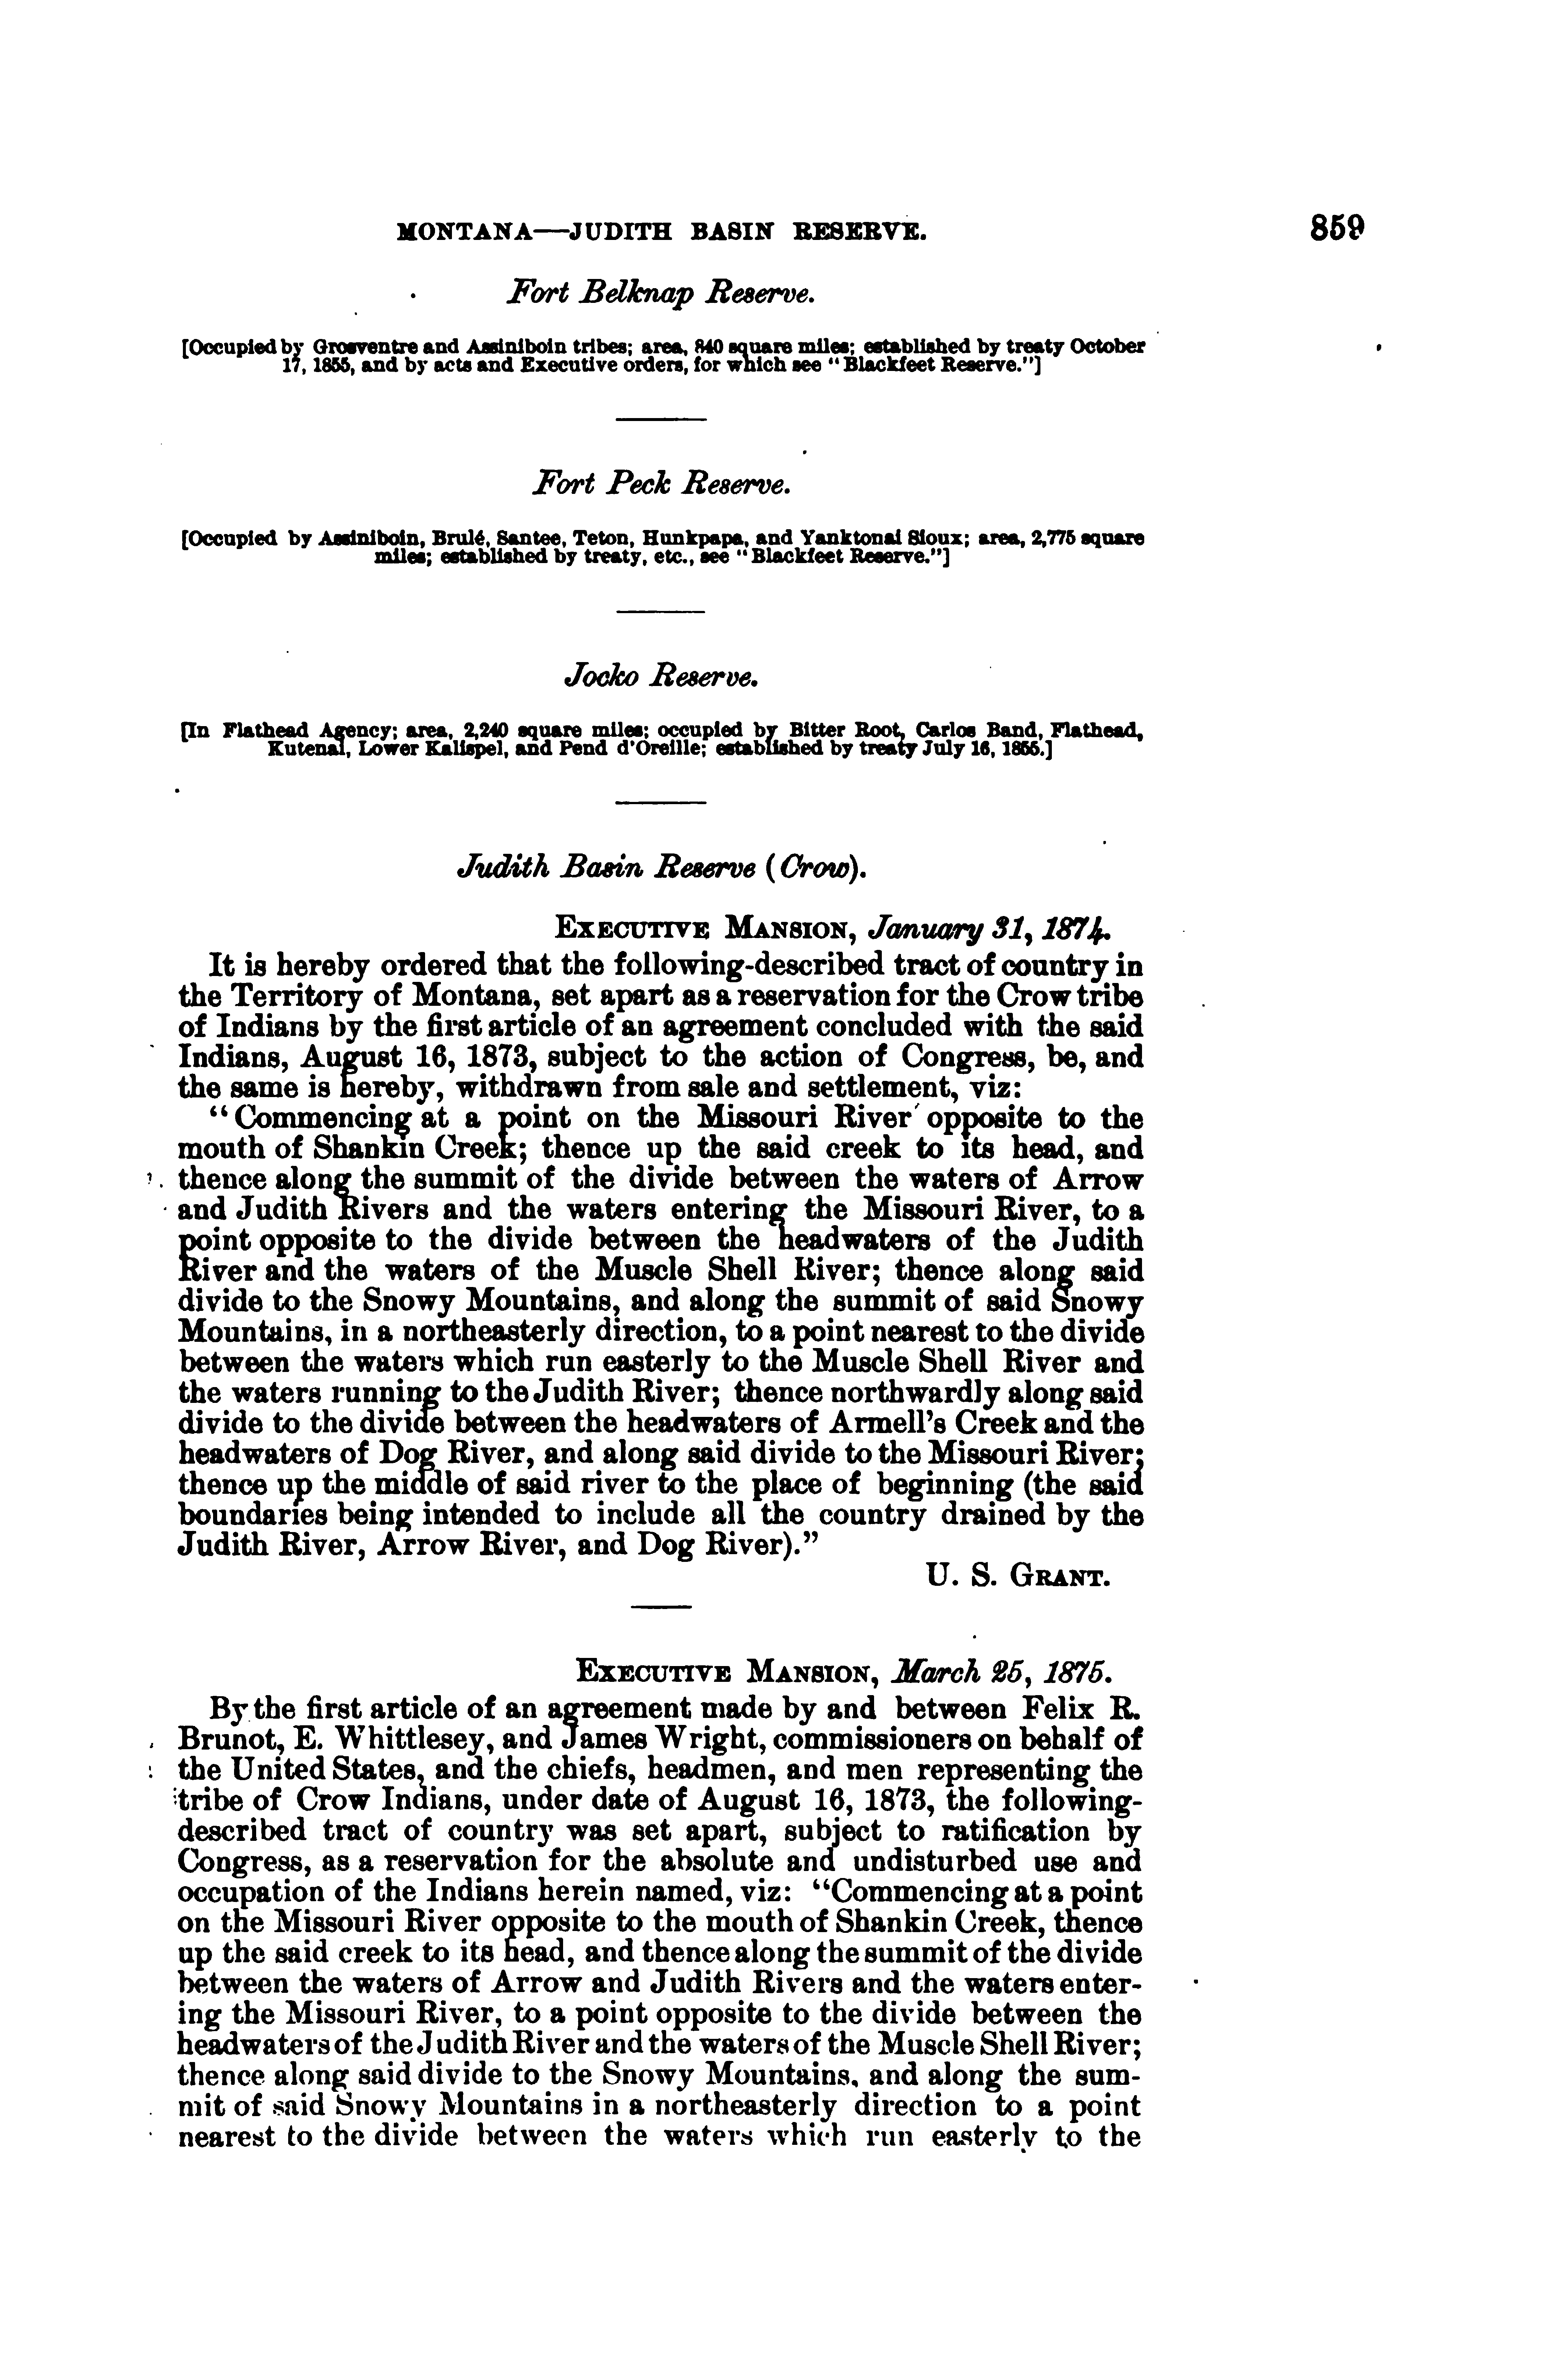 MONTANA—JUDITH BASIN RESERVE. 859
Fort Belknap Reserve.
[Occupied by Grosventre and Assiniboin tribes; area, 840 square miles; established by treaty October
17, 1855, and by acts and Executive orders, for which see "Blackfeet Reserve."]
Fort Peck Reserve.
[Occupied by Assiniboin, Brulé, Santee, Teton, Hunkpapa, and Yanktonai Sioux; area, 2,775 square
miles; established by treaty, etc., see "Blackfeet Reserve."]
Jocko Reserve.
[In Flathead Agency; area, 2,240 square miles; occupied by Bitter Root, Carlos Band, Flathead,
Kutenai, Lower Kalispel, and Pend d'Oreille; established by treaty July 16, 1855.]
Judith Basin Reserve (Crow).
EXECUTIVE MANSION, January 31, 1874.
It is hereby ordered that the following-described tract of country in
the Territory of Montana, set apart as a reservation for the Crow tribe
of Indians by the first article of an agreement concluded with the said
Indians, August 16, 1873, subject to the action of Congress, be, and
the same is hereby, withdrawn from sale and settlement, viz:
"Commencing at a point on the Missouri River opposite to the
mouth of Shankin Creek; thence up the said creek to its head, and
thence along the summit of the divide between the waters of Arrow
and Judith Rivers and the waters entering the Missouri River, to a
point opposite to the divide between the headwaters of the Judith
River and the waters of the Muscle Shell River; thence along said
divide to the Snowy Mountains, and along the summit of said Snowy
Mountains, in a northeasterly direction, to a point nearest to the divide
between the waters which run easterly to the Muscle Shell River and
the waters running to the Judith River; thence northwardly along said
divide to the divide between the headwaters of Armell's Creek and the
headwaters of Dog River, and along said divide to the Missouri River;
thence up the middle of said river to the place of beginning (the said
boundaries being intended to include all the country drained by the
Judith River, Arrow River, and Dog River)."
U. S. GRANT.
EXECUTIVE MANSION, March 25, 1875.
By the first article of an agreement made by and between Felix R.
Brunot, E. Whittlesey, and James Wright, commissioners on behalf of
the United States, and the chiefs, headmen, and men representing the
tribe of Crow Indians, under date of August 16, 1873, the following-
described tract of country was set apart, subject to ratification by
Congress, as a reservation for the absolute and undisturbed use and
occupation of the Indians herein named, viz: "Commencing at a point
on the Missouri River opposite to the mouth of Shankin Creek, thence
up the said creek to its head, and thence along the summit of the divide
between the waters of Arrow and Judith Rivers and the waters enter-
ing the Missouri River, to a point opposite to the divide between the
headwaters of the Judith River and the waters of the Muscle Shell River;
thence along said divide to the Snowy Mountains, and along the sum-
mit of said Snowy Mountains in a northeasterly direction to a point
nearest to the divide between the waters which run easterly to the